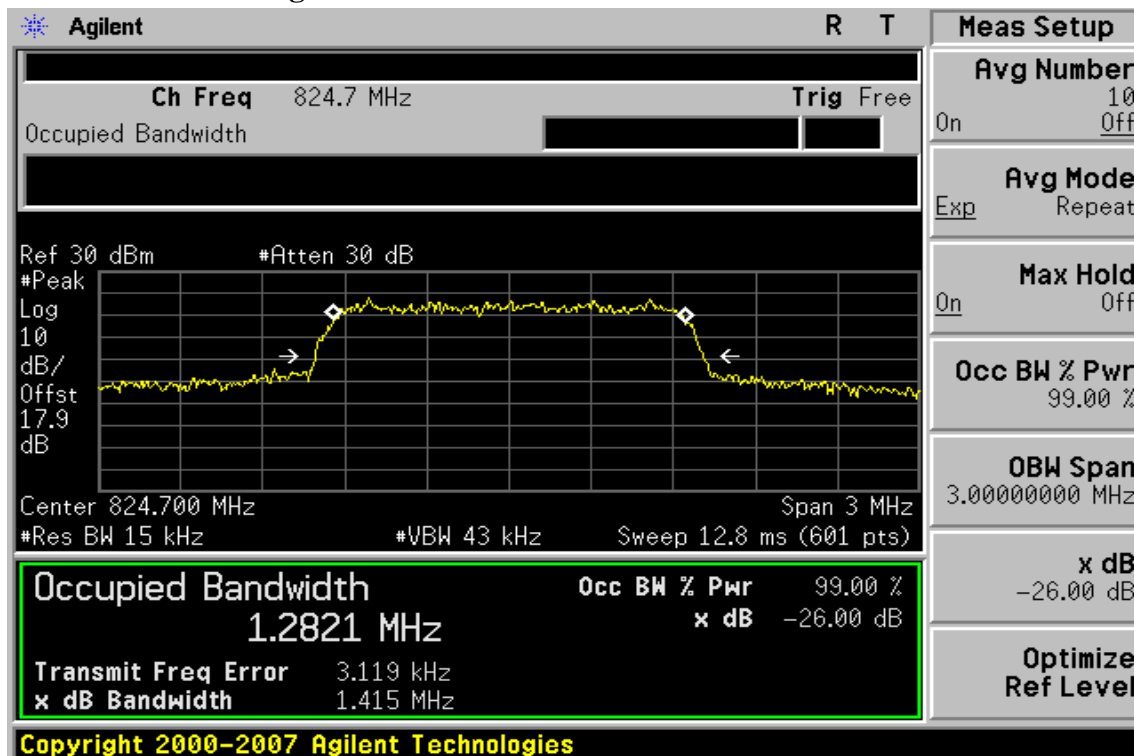 Agilent R T
Ch Freq 824.7 MHz Trig Free
Occupied Bandwidth
Ref 30 dBm #Atten 30 dB
#Peak
Log
10
dB/
Offst
17.9
dB
Center 824.700 MHz Span 3 MHz
#Res BW 15 kHz #VBW 43 kHz Sweep 12.8 ms (601 pts)
Occupied Bandwidth Occ BW % Pwr 99.00 %
1.2821 MHz x dB -26.00 dB
Transmit Freq Error 3.119 kHz
x dB Bandwidth 1.415 MHz
Copyright 2000-2007 Agilent Technologies
Meas Setup
Avg Number
10
On Off
Avg Mode
Exp Repeat
Max Hold
On Off
Occ BW % Pwr
99.00 %
OBW Span
3.00000000 MHz
x dB
-26.00 dB
Optimize
Ref Level